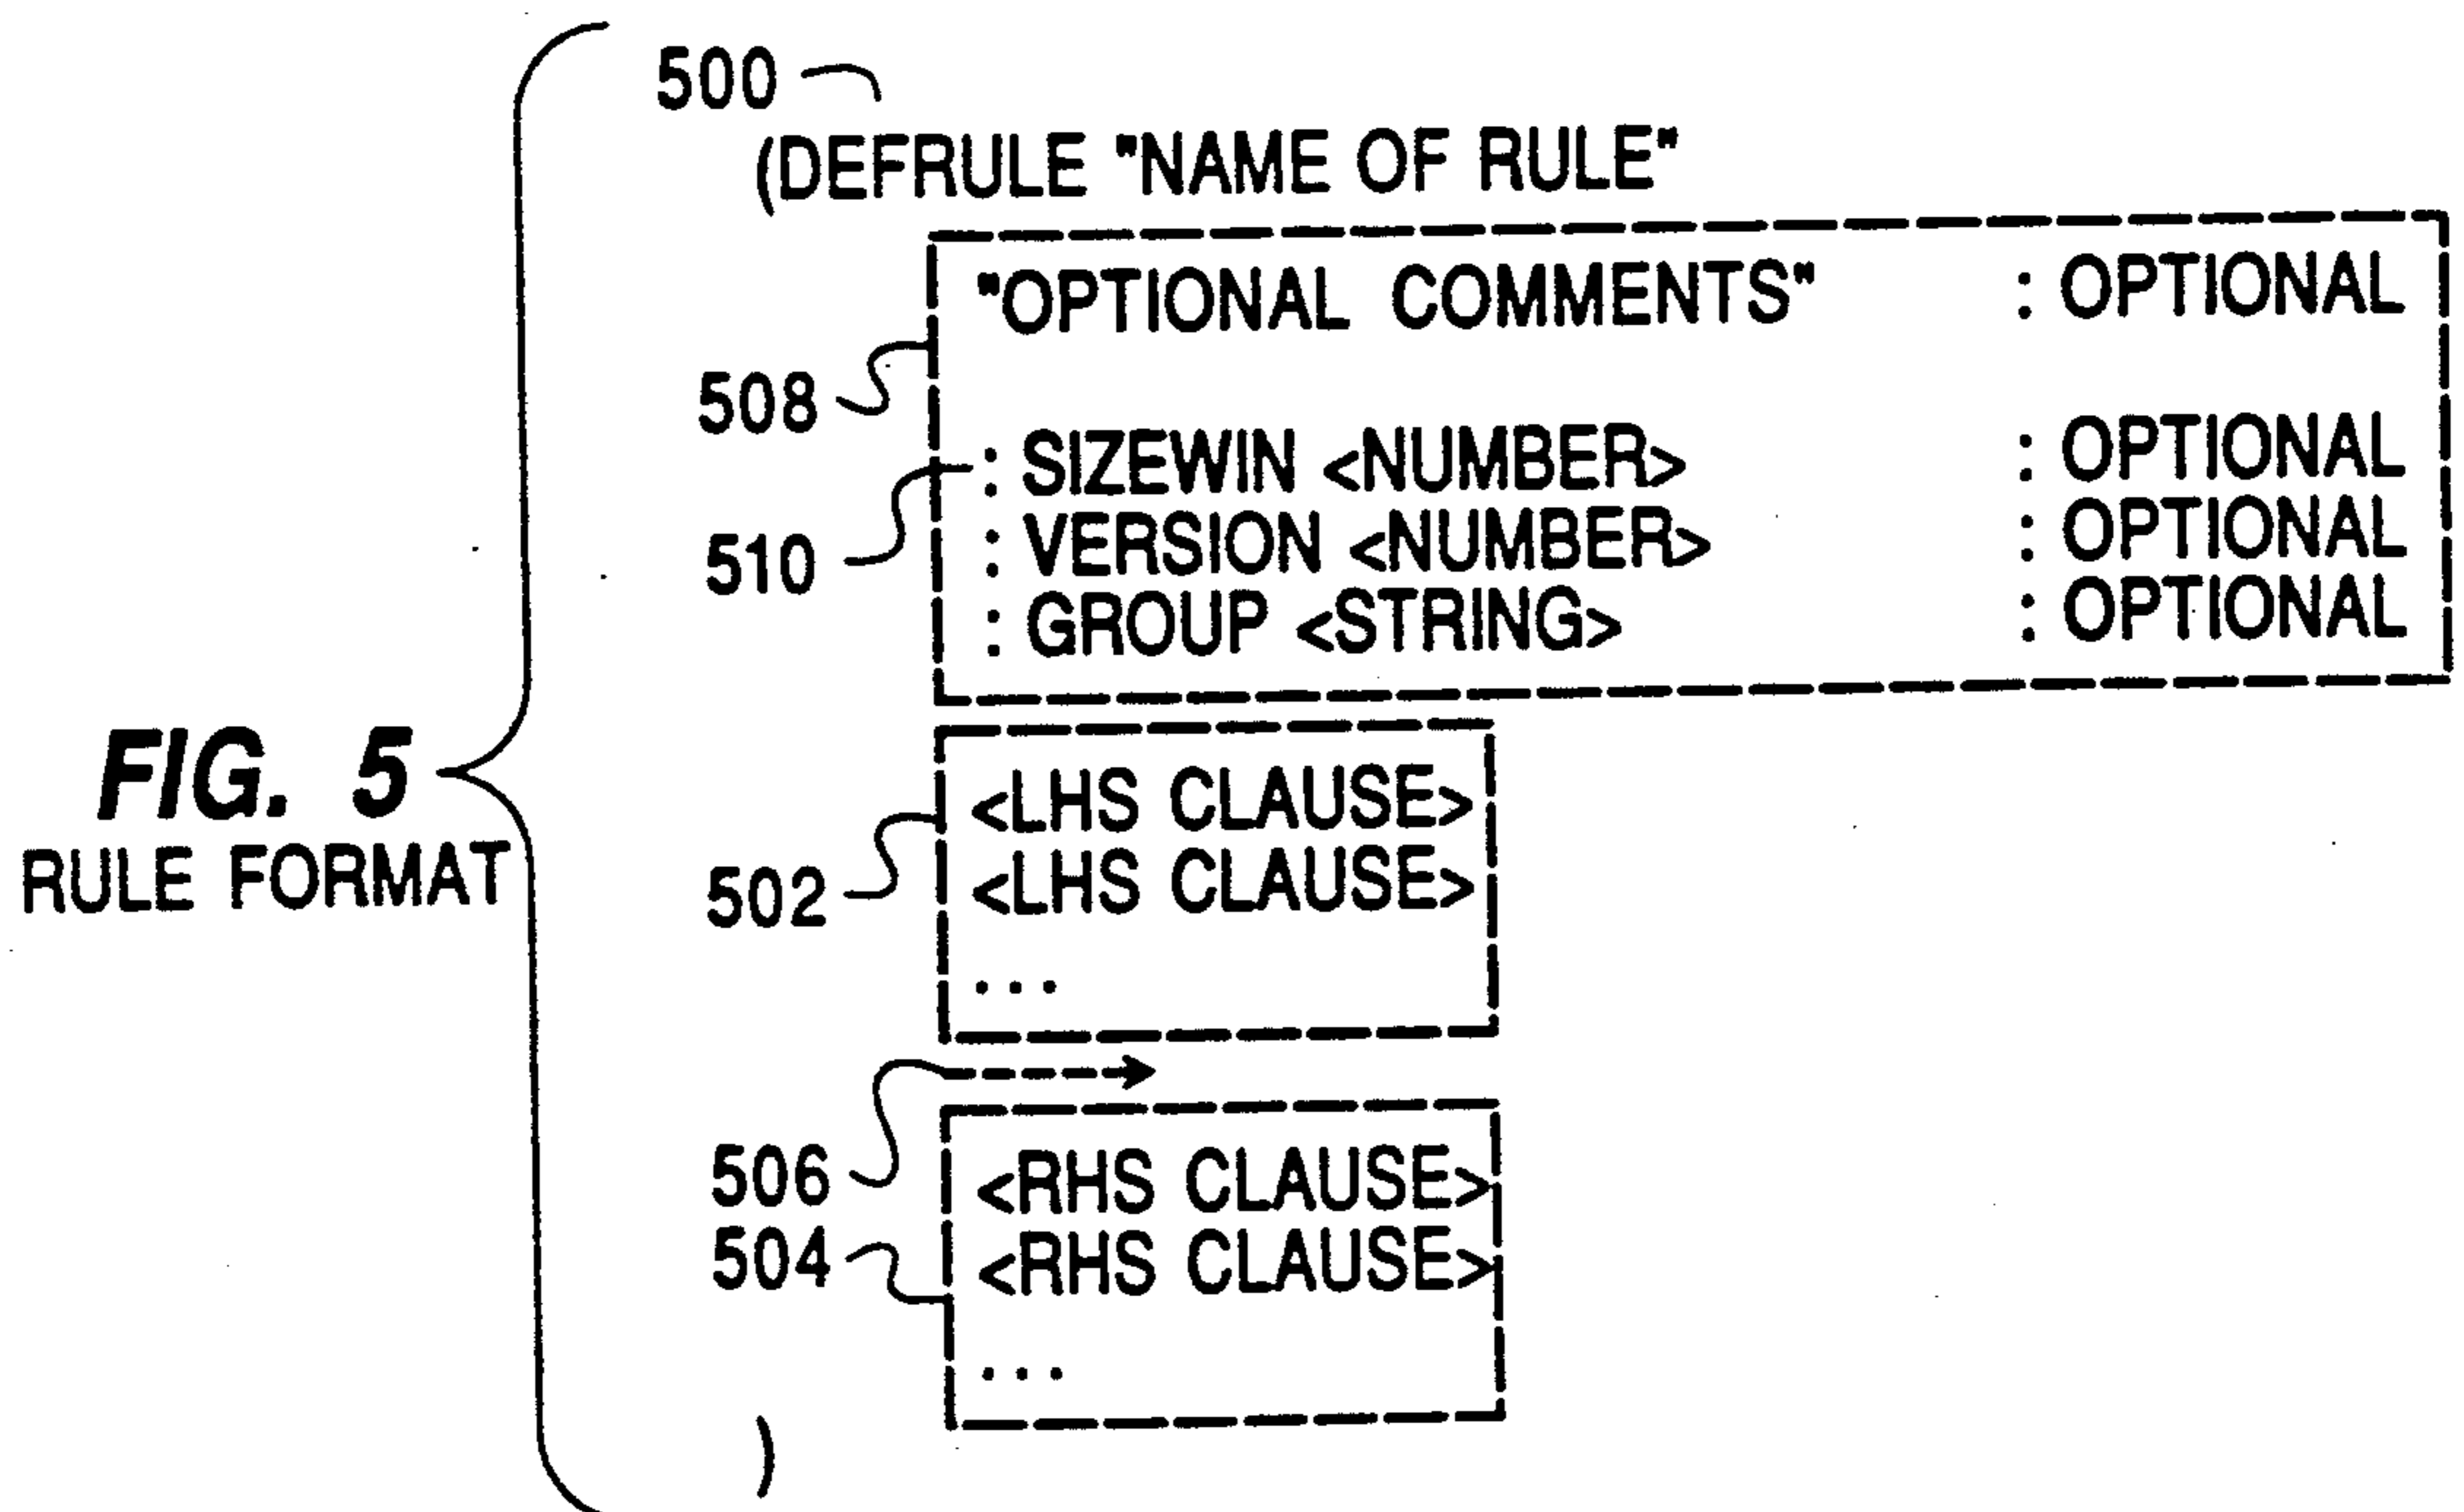 500
(DEFRULE "NAME OF RULE"
"OPTIONAL COMMENTS" : OPTIONAL
508
: SIZEWIN <NUMBER> : OPTIONAL
510
: VERSION <NUMBER> : OPTIONAL
: GROUP <STRING> : OPTIONAL
FIG. 5
RULE FORMAT
502
<LHS CLAUSE>
<LHS CLAUSE>
...
506
504
<RHS CLAUSE>
<RHS CLAUSE>
...
)